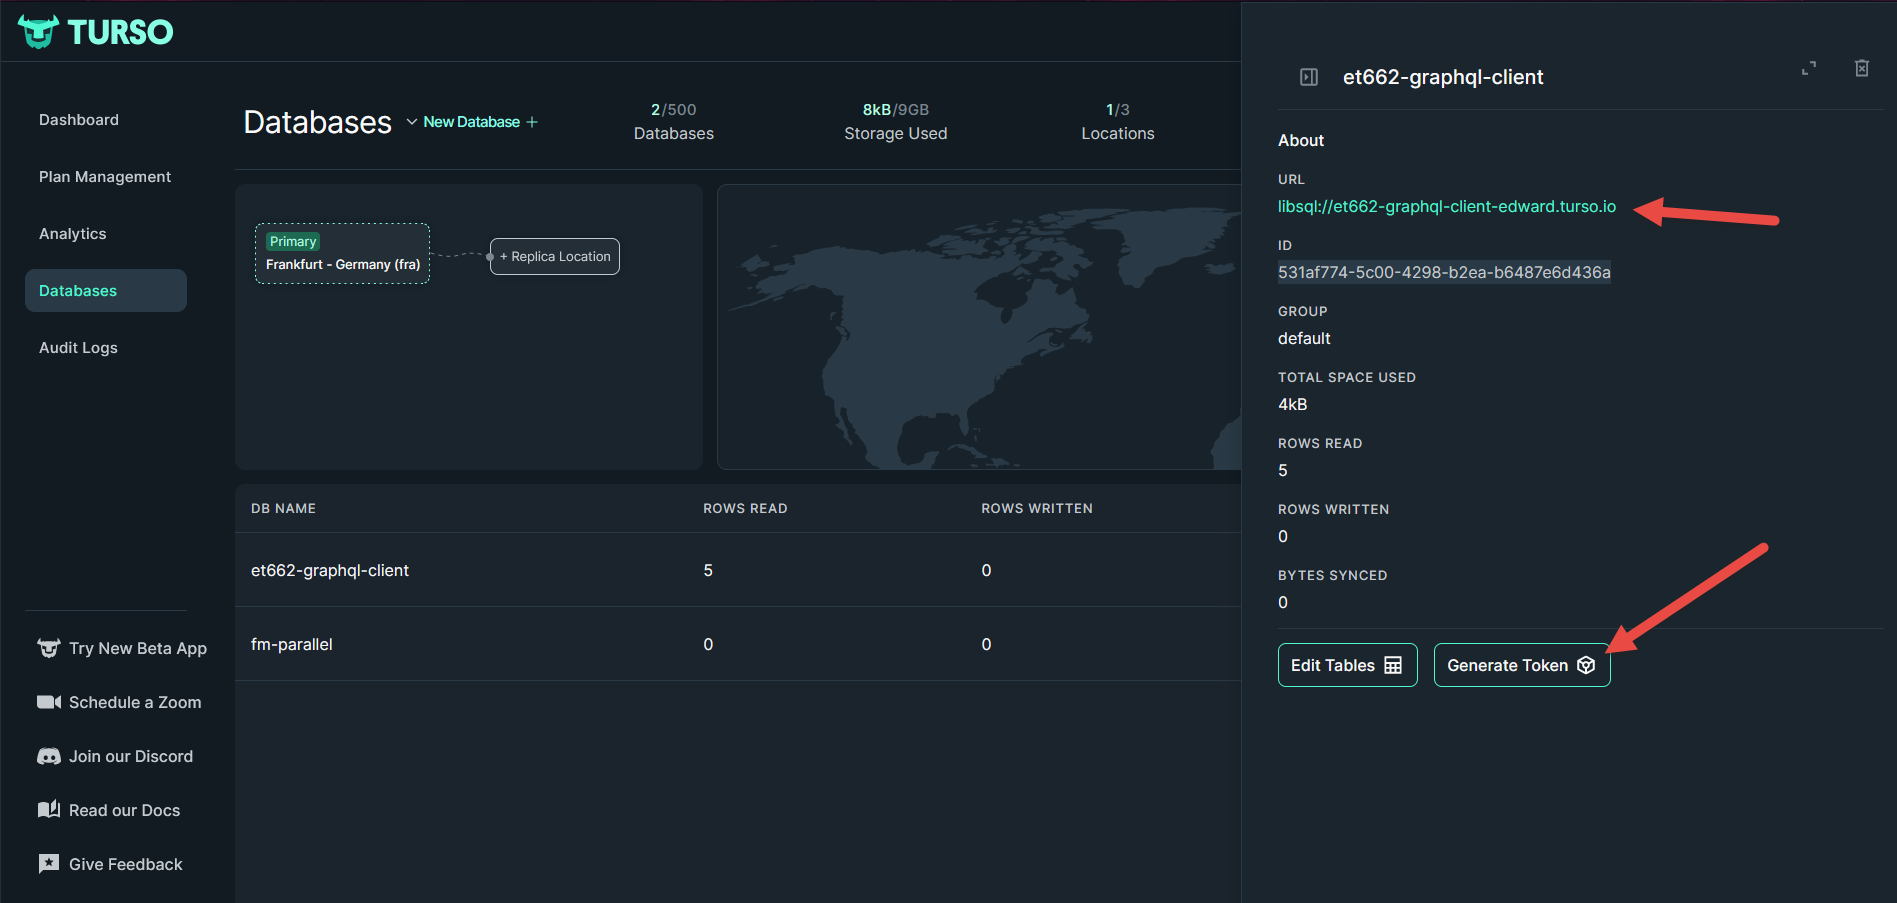 TURSO
Dashboard
Plan Management
Analytics
Databases
Audit Logs
Try New Beta App
Schedule a Zoom
Join our Discord
Read our Docs
Give Feedback
Databases
New Database +
2/500
Databases
8kB/9GB
Storage Used
1/3
Locations
Primary
Frankfurt - Germany (fra)
+ Replica Location
DB NAME ROWS READ ROWS WRITTEN
et662-graphql-client 5 0
fm-parallel 0 0
et662-graphql-client
About
URL
libsql://et662-graphql-client-edward.turso.io
ID
531af774-5c00-4298-b2ea-b6487e6d436a
GROUP
default
TOTAL SPACE USED
4kB
ROWS READ
5
ROWS WRITTEN
0
BYTES SYNCED
0
Edit Tables
Generate Token